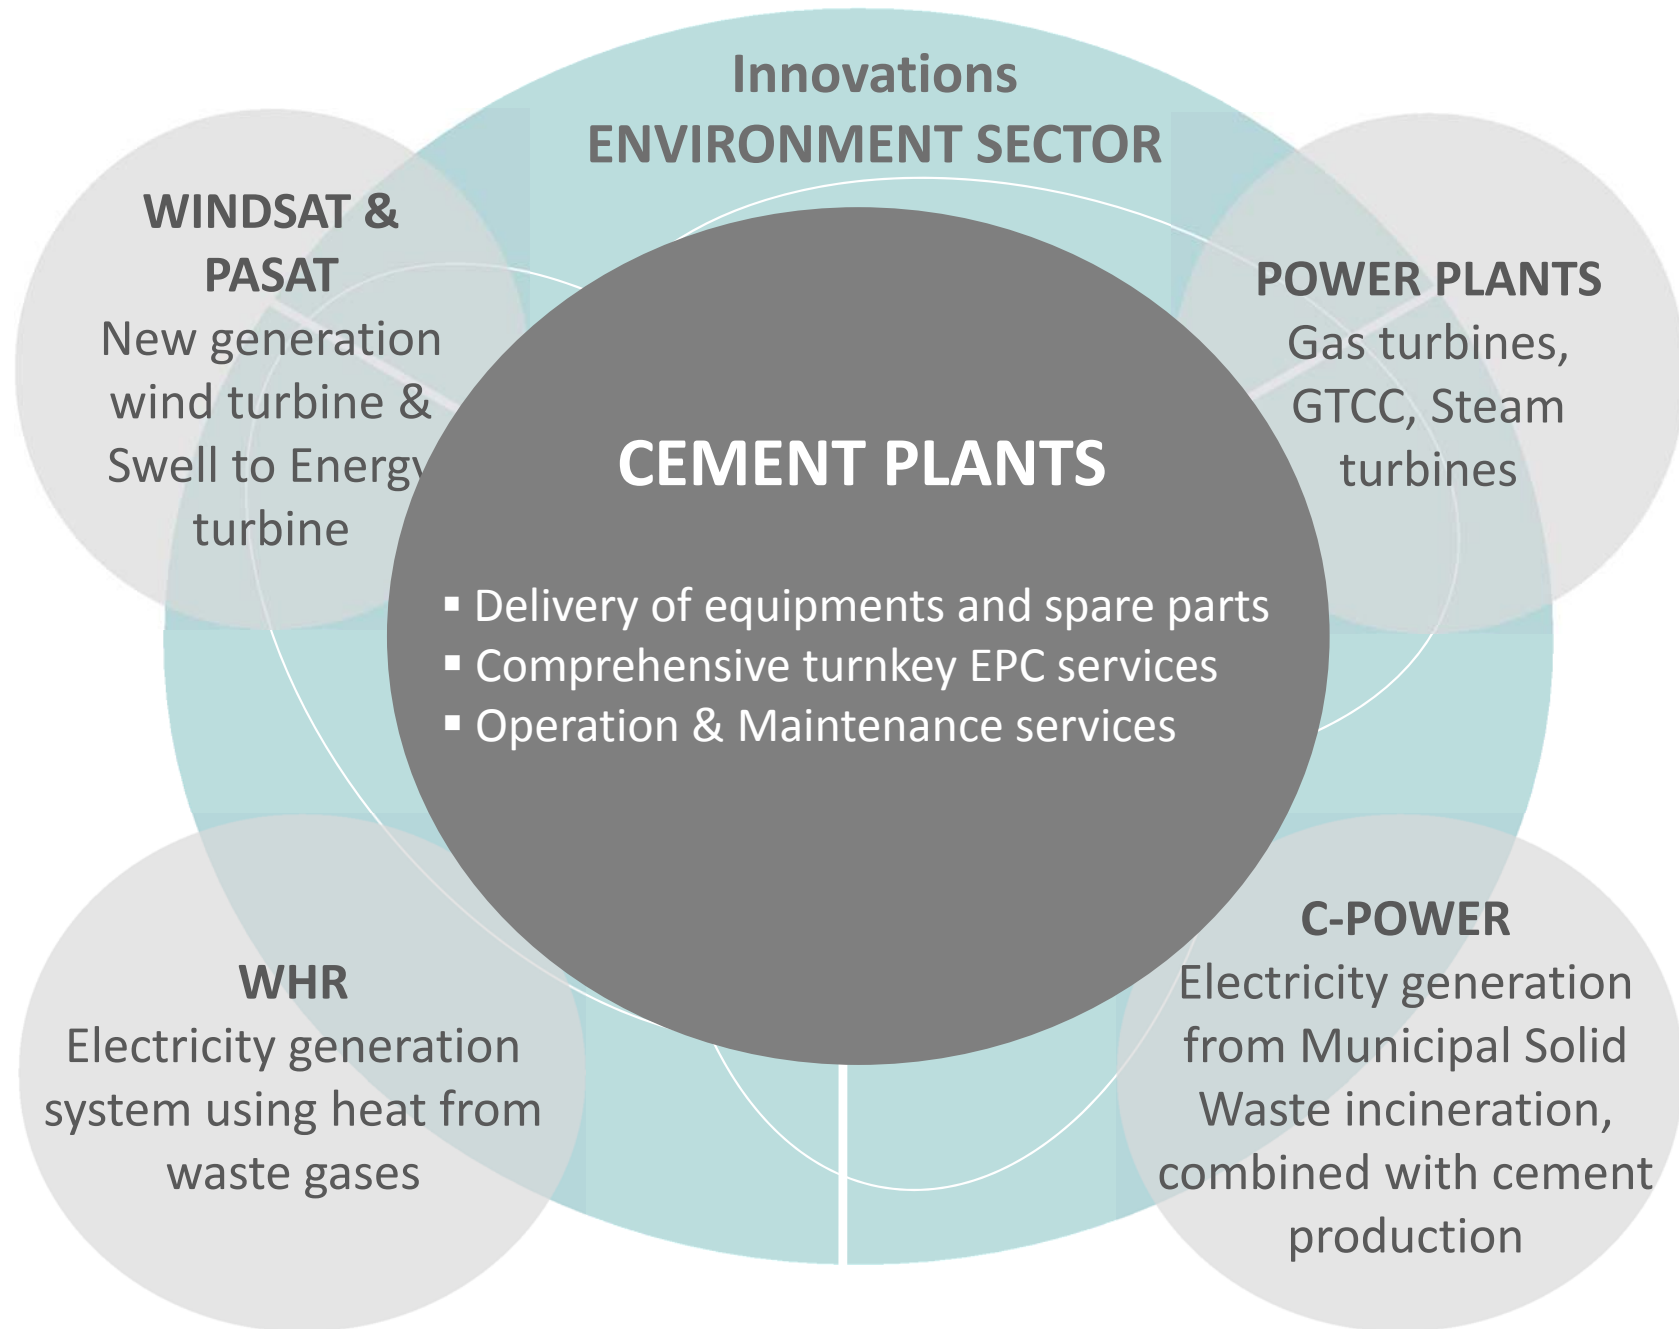 Innovations
ENVIRONMENT SECTOR
WINDSAT &
PASAT
New generation
wind turbine &
Swell to Energy
turbine
POWER PLANTS
Gas turbines,
GTCC, Steam
turbines
CEMENT PLANTS
▪ Delivery of equipments and spare parts
▪ Comprehensive turnkey EPC services
▪ Operation & Maintenance services
WHR
Electricity generation
system using heat from
waste gases
C-POWER
Electricity generation
from Municipal Solid
Waste incineration,
combined with cement
production